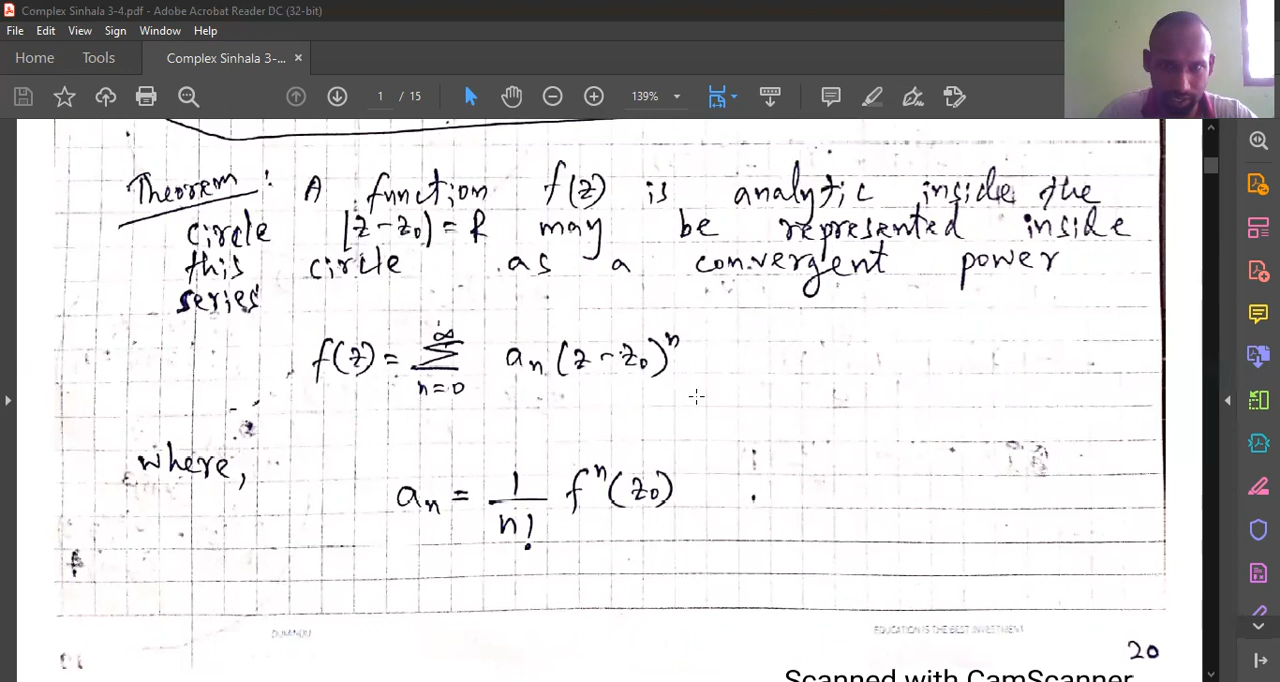 Complex Sinhala 3-4.pdf - Adobe Acrobat Reader DC (32-bit)
File Edit View Sign Window Help
Home Tools Complex Sinhala 3-... ×
1 / 15 139%
Theorem : A function f(z) is analytic inside the
circle |z-z₀| = R may be represented inside
this circle as a convergent power
series
f(z) = ∑_{n=0}^{∞} aₙ (z-z₀)ⁿ
where,
aₙ = 1/n! fⁿ(z₀) .
EDUCATION IS THE BEST INVESTMENT
20
Scanned with CamScanner